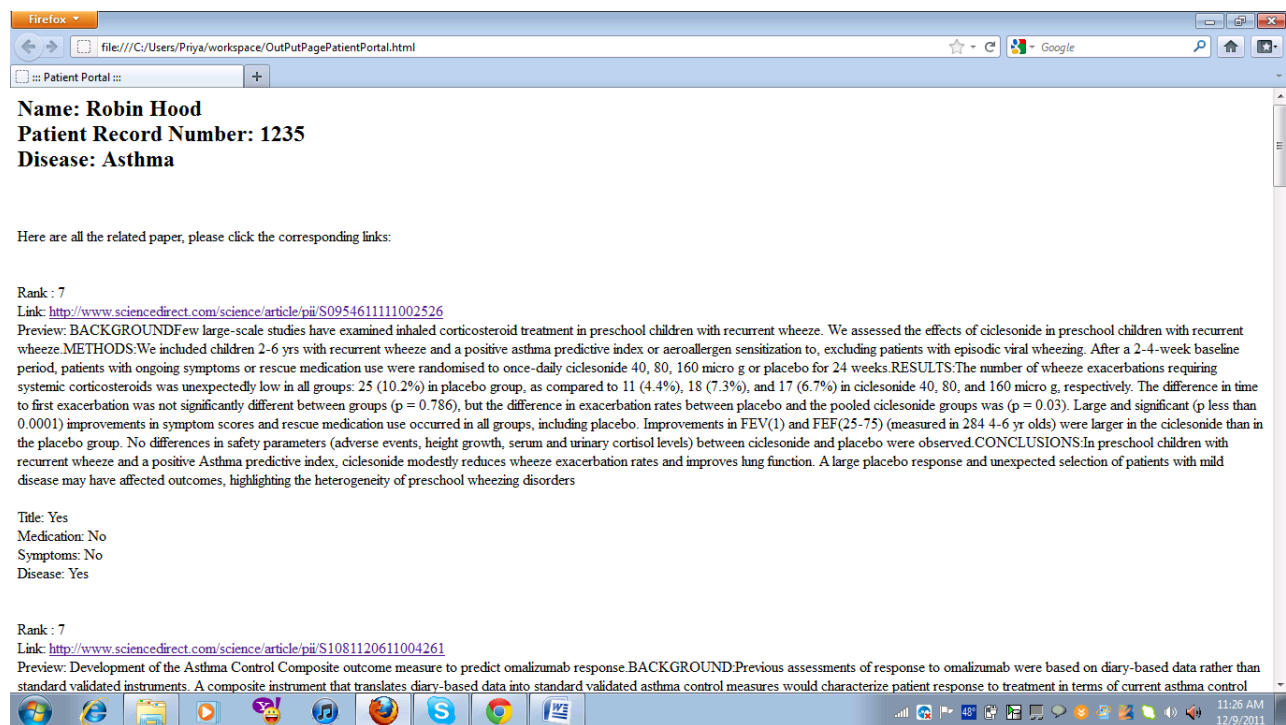 Firefox
file:///C:/Users/Priya/workspace/OutPutPagePatientPortal.html
Google
::: Patient Portal :::
Name: Robin Hood
Patient Record Number: 1235
Disease: Asthma
Here are all the related paper, please click the corresponding links:
Rank : 7
Link: http://www.sciencedirect.com/science/article/pii/S0954611111002526
Preview: BACKGROUNDFew large-scale studies have examined inhaled corticosteroid treatment in preschool children with recurrent wheeze. We assessed the effects of ciclesonide in preschool children with recurrent
wheeze.METHODS:We included children 2-6 yrs with recurrent wheeze and a positive asthma predictive index or aeroallergen sensitization to, excluding patients with episodic viral wheezing. After a 2-4-week baseline
period, patients with ongoing symptoms or rescue medication use were randomised to once-daily ciclesonide 40, 80, 160 micro g or placebo for 24 weeks.RESULTS:The number of wheeze exacerbations requiring
systemic corticosteroids was unexpectedly low in all groups: 25 (10.2%) in placebo group, as compared to 11 (4.4%), 18 (7.3%), and 17 (6.7%) in ciclesonide 40, 80, and 160 micro g, respectively. The difference in time
to first exacerbation was not significantly different between groups (p = 0.786), but the difference in exacerbation rates between placebo and the pooled ciclesonide groups was (p = 0.03). Large and significant (p less than
0.0001) improvements in symptom scores and rescue medication use occurred in all groups, including placebo. Improvements in FEV(1) and FEF(25-75) (measured in 284 4-6 yr olds) were larger in the ciclesonide than in
the placebo group. No differences in safety parameters (adverse events, height growth, serum and urinary cortisol levels) between ciclesonide and placebo were observed.CONCLUSIONS:In preschool children with
recurrent wheeze and a positive Asthma predictive index, ciclesonide modestly reduces wheeze exacerbation rates and improves lung function. A large placebo response and unexpected selection of patients with mild
disease may have affected outcomes, highlighting the heterogeneity of preschool wheezing disorders
Title: Yes
Medication: No
Symptoms: No
Disease: Yes
Rank : 7
Link: http://www.sciencedirect.com/science/article/pii/S1081120611004261
Preview: Development of the Asthma Control Composite outcome measure to predict omalizumab response.BACKGROUND:Previous assessments of response to omalizumab were based on diary-based data rather than
standard validated instruments. A composite instrument that translates diary-based data into standard validated asthma control measures would characterize patient response to treatment in terms of current asthma control
48°
11:26 AM
12/9/2011